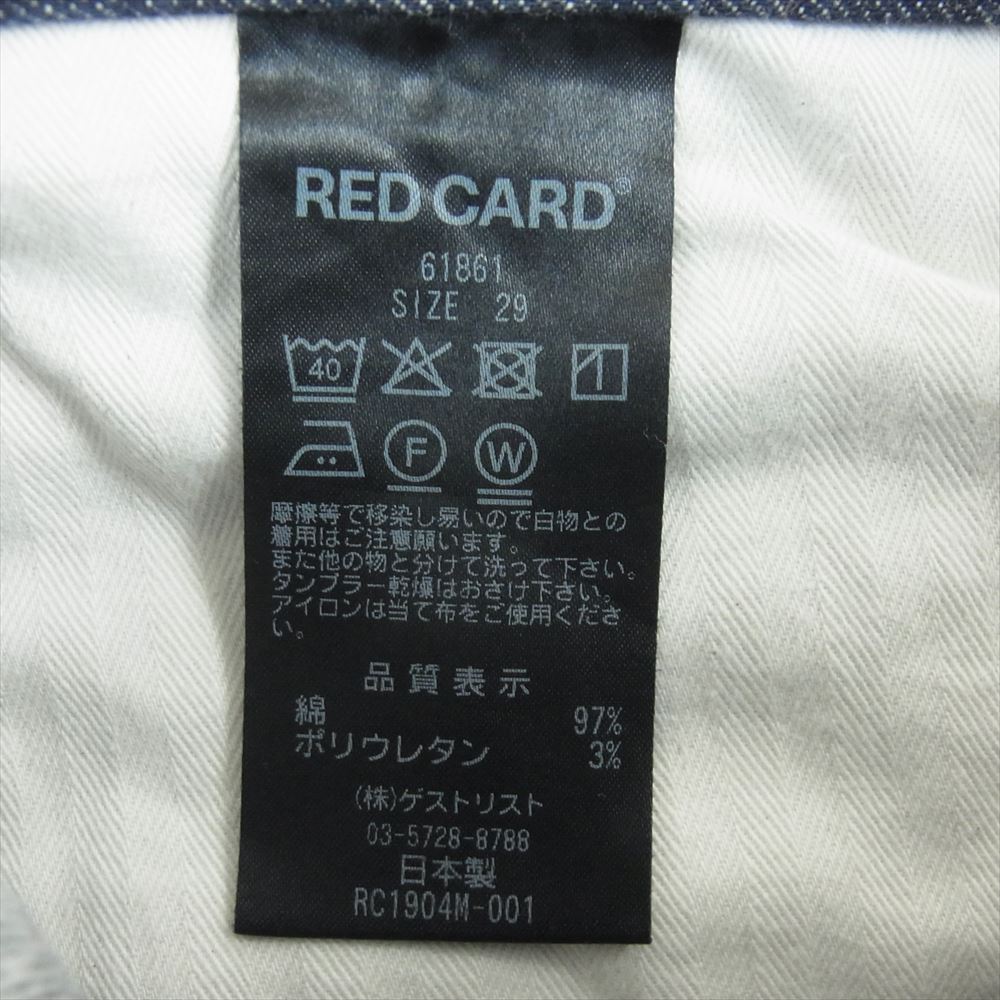 RED CARD®
61861
SIZE 29
40
F W
摩擦等で移染し易いので白物との
着用はご注意願います。
また他の物と分けて洗って下さい。
タンブラー乾燥はおさけ下さい。
アイロンは当て布をご使用くださ
い。
品質表示
綿 97%
ポリウレタン 3%
(株)ゲストリスト
03-5728-8788
日本製
RC1904M-001